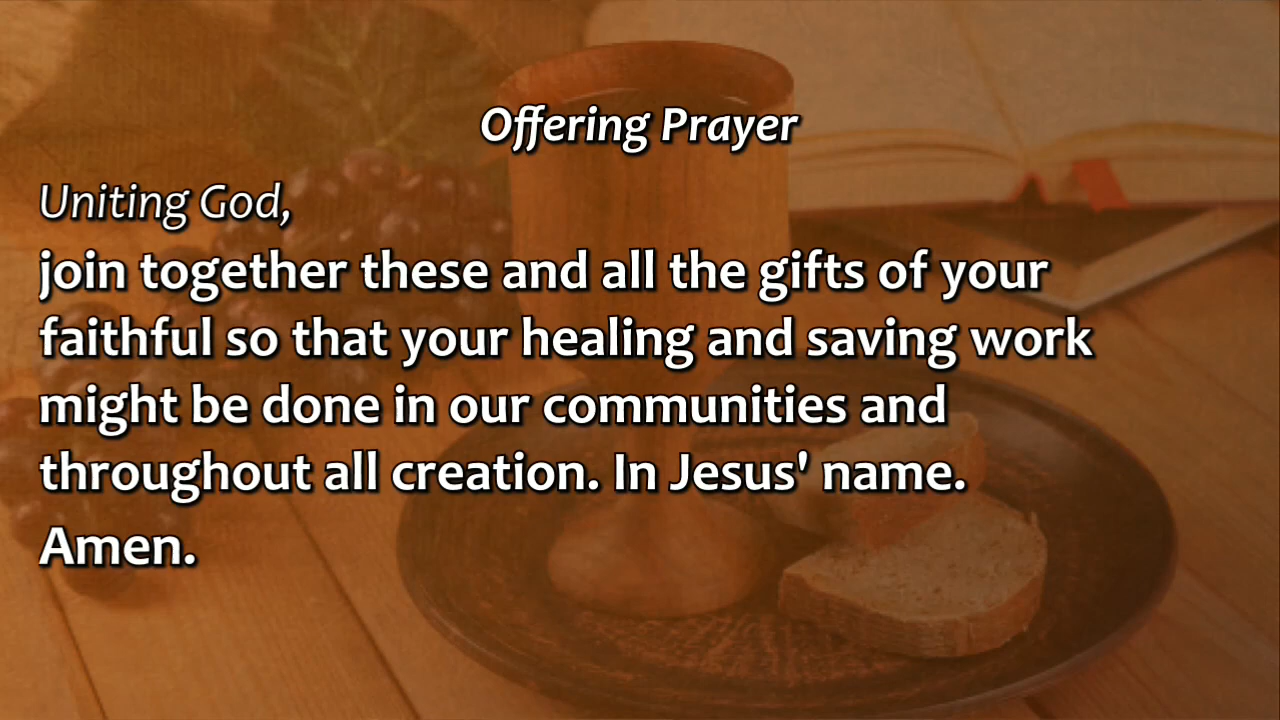 Offering Prayer
Uniting God,
join together these and all the gifts of your
faithful so that your healing and saving work
might be done in our communities and
throughout all creation. In Jesus' name.
Amen.